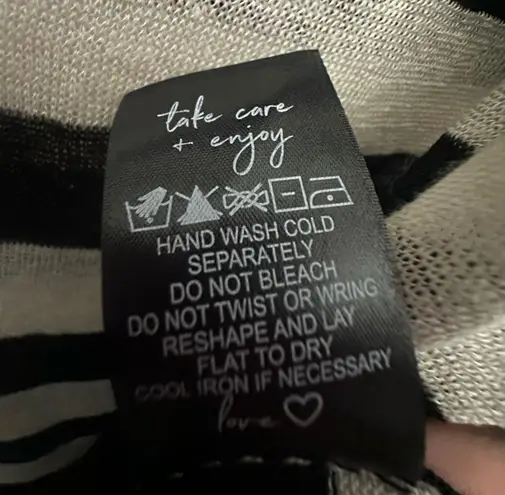 take care
+ enjoy
HAND WASH COLD
SEPARATELY
DO NOT BLEACH
DO NOT TWIST OR WRING
RESHAPE AND LAY
FLAT TO DRY
COOL IRON IF NECESSARY
love